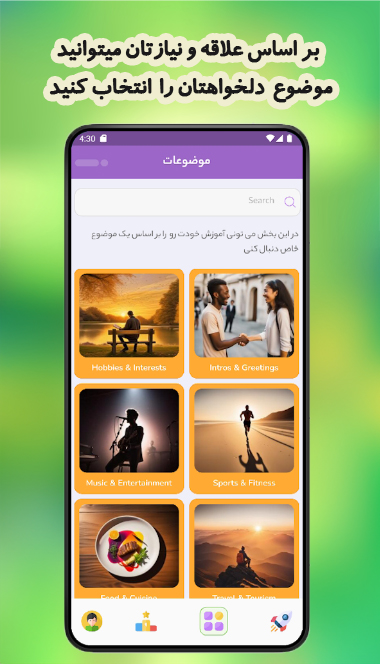 بر اساس علاقه و نیازتان میتوانید
موضوع دلخواهتان را انتخاب کنید
4:30
موضوعات
Search
در این بخش می تونی آموزش خودت رو را بر اساس یک موضوع
خاص دنبال کنی
Hobbies & Interests
Intros & Greetings
Music & Entertainment
Sports & Fitness
Food & Cuisine
Travel & Tourism